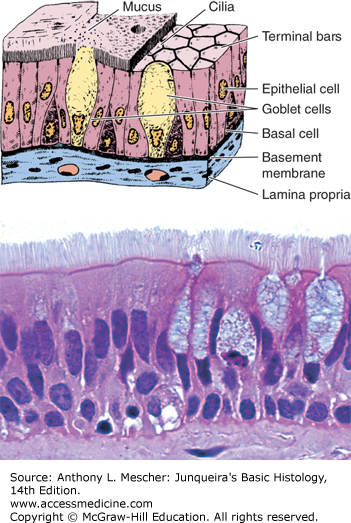 Mucus
Cilia
Terminal bars
Epithelial cell
Goblet cells
Basal cell
Basement
membrane
Lamina propria
Source: Anthony L. Mescher: Junqueira's Basic Histology,
14th Edition.
www.accessmedicine.com
Copyright © McGraw-Hill Education. All rights reserved.